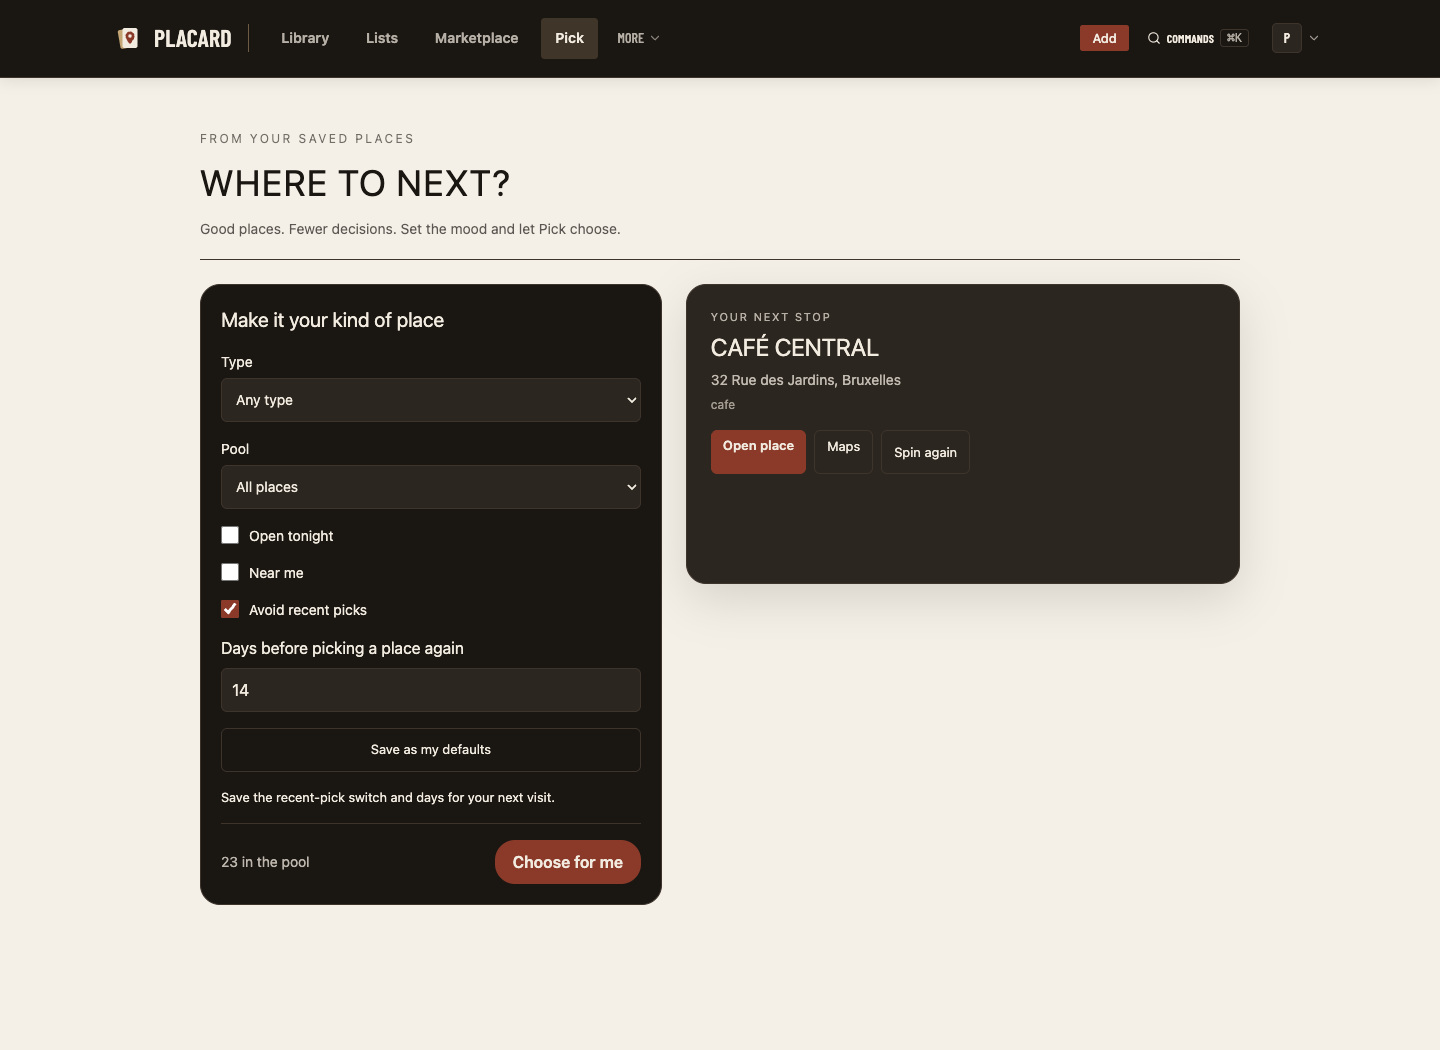 PLACARD
Library
Lists
Marketplace
Pick
MORE
Add
COMMANDS
⌘K
P
FROM YOUR SAVED PLACES
WHERE TO NEXT?
Good places. Fewer decisions. Set the mood and let Pick choose.
Make it your kind of place
Type
Any type
Pool
All places
Open tonight
Near me
Avoid recent picks
Days before picking a place again
14
Save as my defaults
Save the recent-pick switch and days for your next visit.
23 in the pool
Choose for me
YOUR NEXT STOP
CAFÉ CENTRAL
32 Rue des Jardins, Bruxelles
cafe
Open place
Maps
Spin again